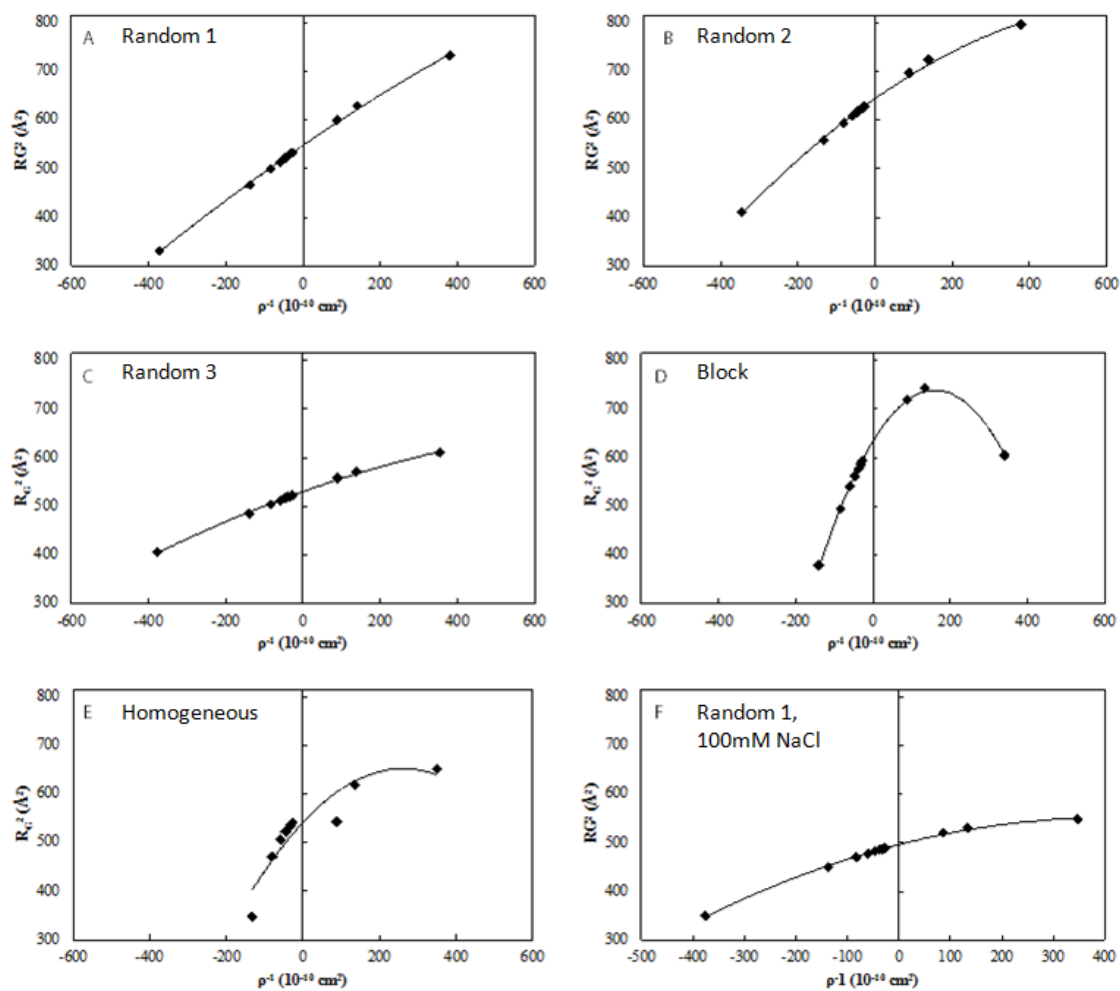 A Random 1
800
700
600
500
400
300
-600 -400 -200 0 200 400 600
RG² (Å²)
ρ⁻¹ (10⁻¹⁰ cm²)
B Random 2
800
700
600
500
400
300
-600 -400 -200 0 200 400 600
RG² (Å²)
ρ⁻¹ (10⁻¹⁰ cm²)
C Random 3
800
700
600
500
400
300
-600 -400 -200 0 200 400 600
R_G² (Å²)
ρ⁻¹ (10⁻¹⁰ cm²)
D Block
800
700
600
500
400
300
-600 -400 -200 0 200 400 600
R_G² (Å²)
ρ⁻¹ (10⁻¹⁰ cm²)
E Homogeneous
800
700
600
500
400
300
-600 -400 -200 0 200 400 600
R_G² (Å²)
ρ⁻¹ (10⁻¹⁰ cm²)
F Random 1,
100mM NaCl
800
700
600
500
400
300
-500 -400 -300 -200 -100 0 100 200 300 400
RG² (Å²)
ρ-1 (10⁻¹⁰ cm²)